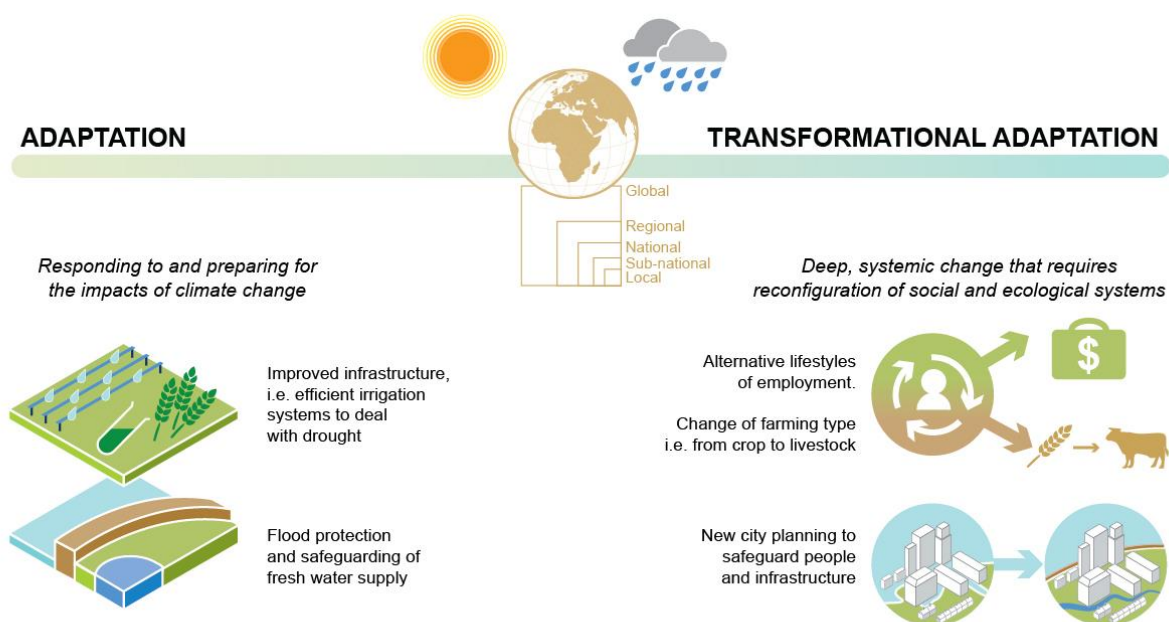 ADAPTATION
TRANSFORMATIONAL ADAPTATION
Global
Regional
National
Sub-national
Local
Responding to and preparing for
the impacts of climate change
Deep, systemic change that requires
reconfiguration of social and ecological systems
Improved infrastructure,
i.e. efficient irrigation
systems to deal
with drought
Flood protection
and safeguarding of
fresh water supply
Alternative lifestyles
of employment.
$
Change of farming type
i.e. from crop to livestock
New city planning to
safeguard people
and infrastructure